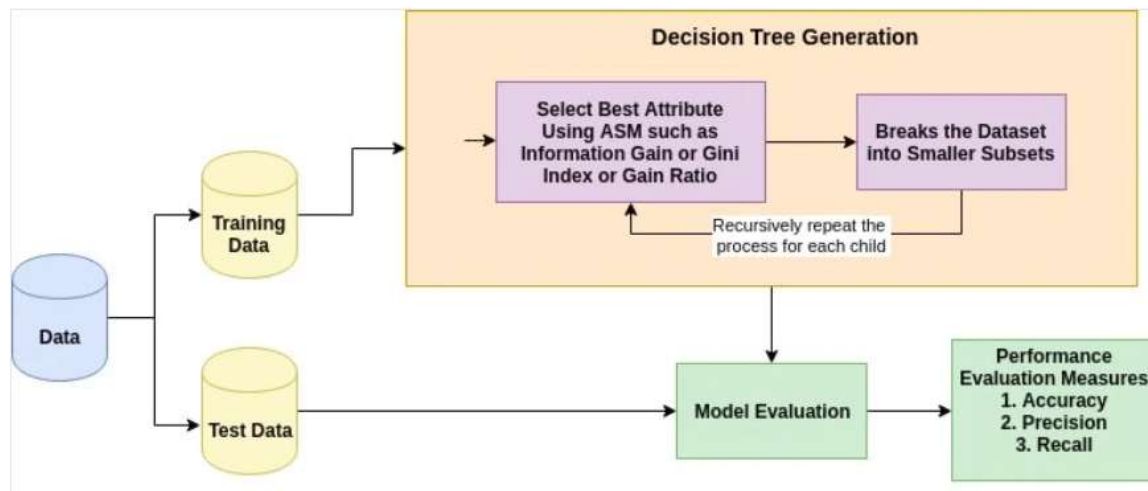 Decision Tree Generation
Select Best Attribute
Using ASM such as
Information Gain or Gini
Index or Gain Ratio
Breaks the Dataset
into Smaller Subsets
Recursively repeat the
process for each child
Training
Data
Data
Test Data
Model Evaluation
Performance
Evaluation Measures
1. Accuracy
2. Precision
3. Recall